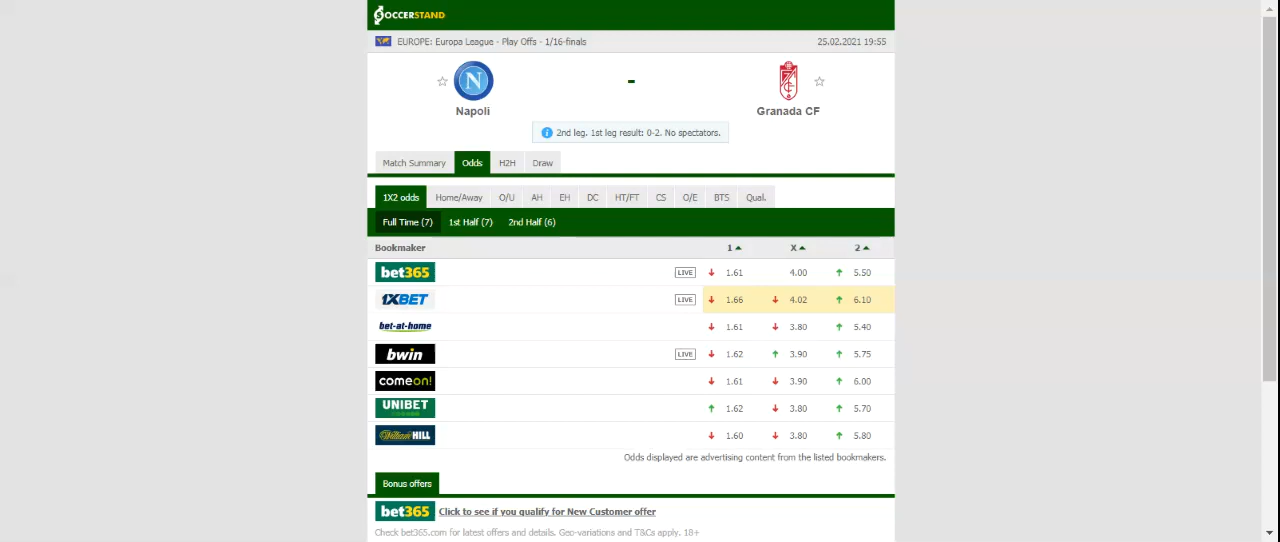 SOCCERSTAND
EUROPE: Europa League - Play Offs - 1/16-finals 25.02.2021 19:55
N
-
Napoli Granada CF
2nd leg. 1st leg result: 0-2. No spectators.
Match Summary Odds H2H Draw
1X2 odds Home/Away O/U AH EH DC HT/FT CS O/E BTS Qual.
Full Time (7) 1st Half (7) 2nd Half (6)
Bookmaker 1 X 2
bet365 LIVE 1.61 4.00 5.50
1XBET LIVE 1.66 4.02 6.10
bet-at-home 1.61 3.80 5.40
bwin LIVE 1.62 3.90 5.75
comeon! 1.61 3.90 6.00
UNIBET 1.62 3.80 5.70
William HILL 1.60 3.80 5.80
Odds displayed are advertising content from the listed bookmakers.
Bonus offers
bet365 Click to see if you qualify for New Customer offer
Check bet365.com for latest offers and details. Geo-variations and T&Cs apply. 18+